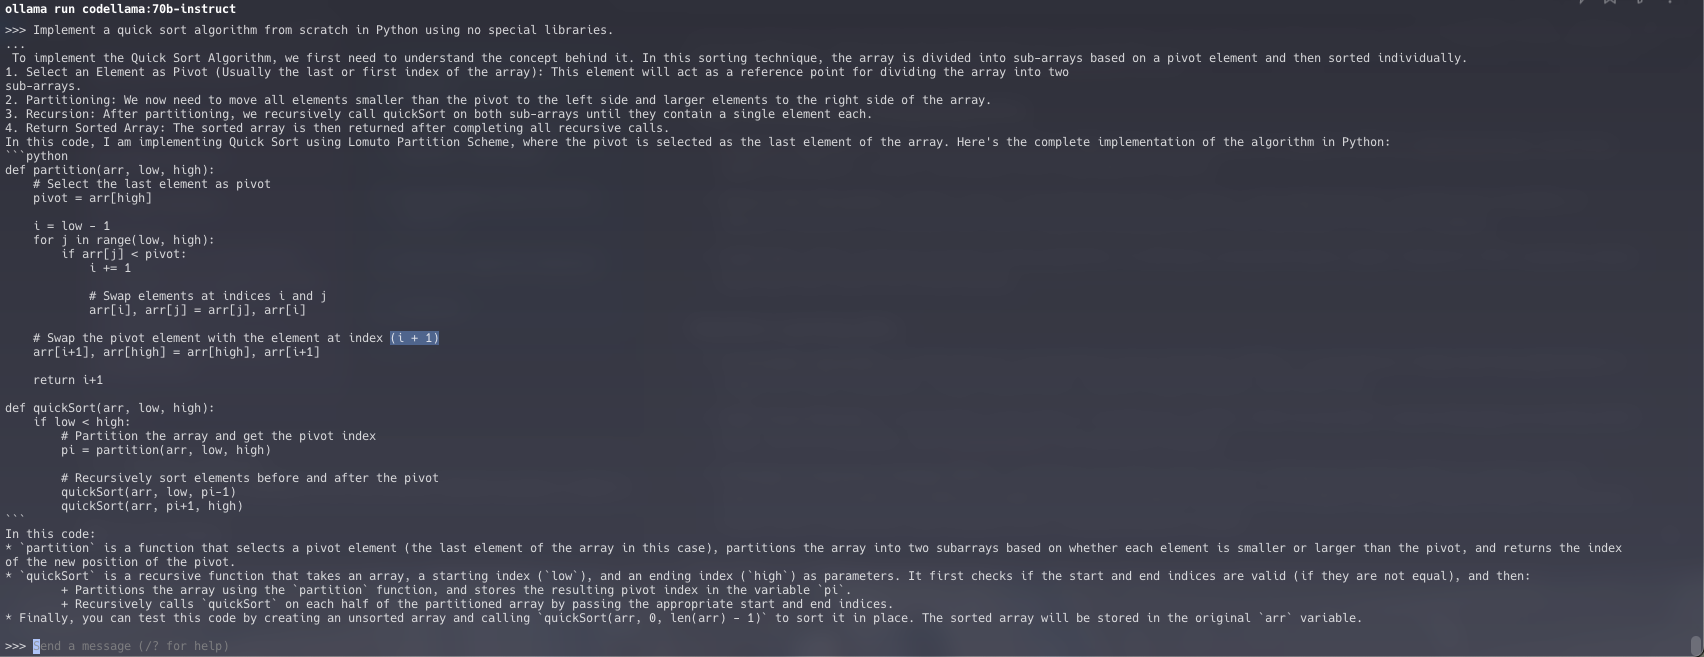 ollama run codellama:70b-instruct
>>> Implement a quick sort algorithm from scratch in Python using no special libraries.
...
 To implement the Quick Sort Algorithm, we first need to understand the concept behind it. In this sorting technique, the array is divided into sub-arrays based on a pivot element and then sorted individually.
1. Select an Element as Pivot (Usually the last or first index of the array): This element will act as a reference point for dividing the array into two
sub-arrays.
2. Partitioning: We now need to move all elements smaller than the pivot to the left side and larger elements to the right side of the array.
3. Recursion: After partitioning, we recursively call quickSort on both sub-arrays until they contain a single element each.
4. Return Sorted Array: The sorted array is then returned after completing all recursive calls.
In this code, I am implementing Quick Sort using Lomuto Partition Scheme, where the pivot is selected as the last element of the array. Here's the complete implementation of the algorithm in Python:
```python
def partition(arr, low, high):
    # Select the last element as pivot
    pivot = arr[high]

    i = low - 1
    for j in range(low, high):
        if arr[j] < pivot:
            i += 1

            # Swap elements at indices i and j
            arr[i], arr[j] = arr[j], arr[i]

    # Swap the pivot element with the element at index (i + 1)
    arr[i+1], arr[high] = arr[high], arr[i+1]

    return i+1

def quickSort(arr, low, high):
    if low < high:
        # Partition the array and get the pivot index
        pi = partition(arr, low, high)

        # Recursively sort elements before and after the pivot
        quickSort(arr, low, pi-1)
        quickSort(arr, pi+1, high)
```
In this code:
* `partition` is a function that selects a pivot element (the last element of the array in this case), partitions the array into two subarrays based on whether each element is smaller or larger than the pivot, and returns the index
of the new position of the pivot.
* `quickSort` is a recursive function that takes an array, a starting index (`low`), and an ending index (`high`) as parameters. It first checks if the start and end indices are valid (if they are not equal), and then:
        + Partitions the array using the `partition` function, and stores the resulting pivot index in the variable `pi`.
        + Recursively calls `quickSort` on each half of the partitioned array by passing the appropriate start and end indices.
* Finally, you can test this code by creating an unsorted array and calling `quickSort(arr, 0, len(arr) - 1)` to sort it in place. The sorted array will be stored in the original `arr` variable.

>>> Send a message (/? for help)